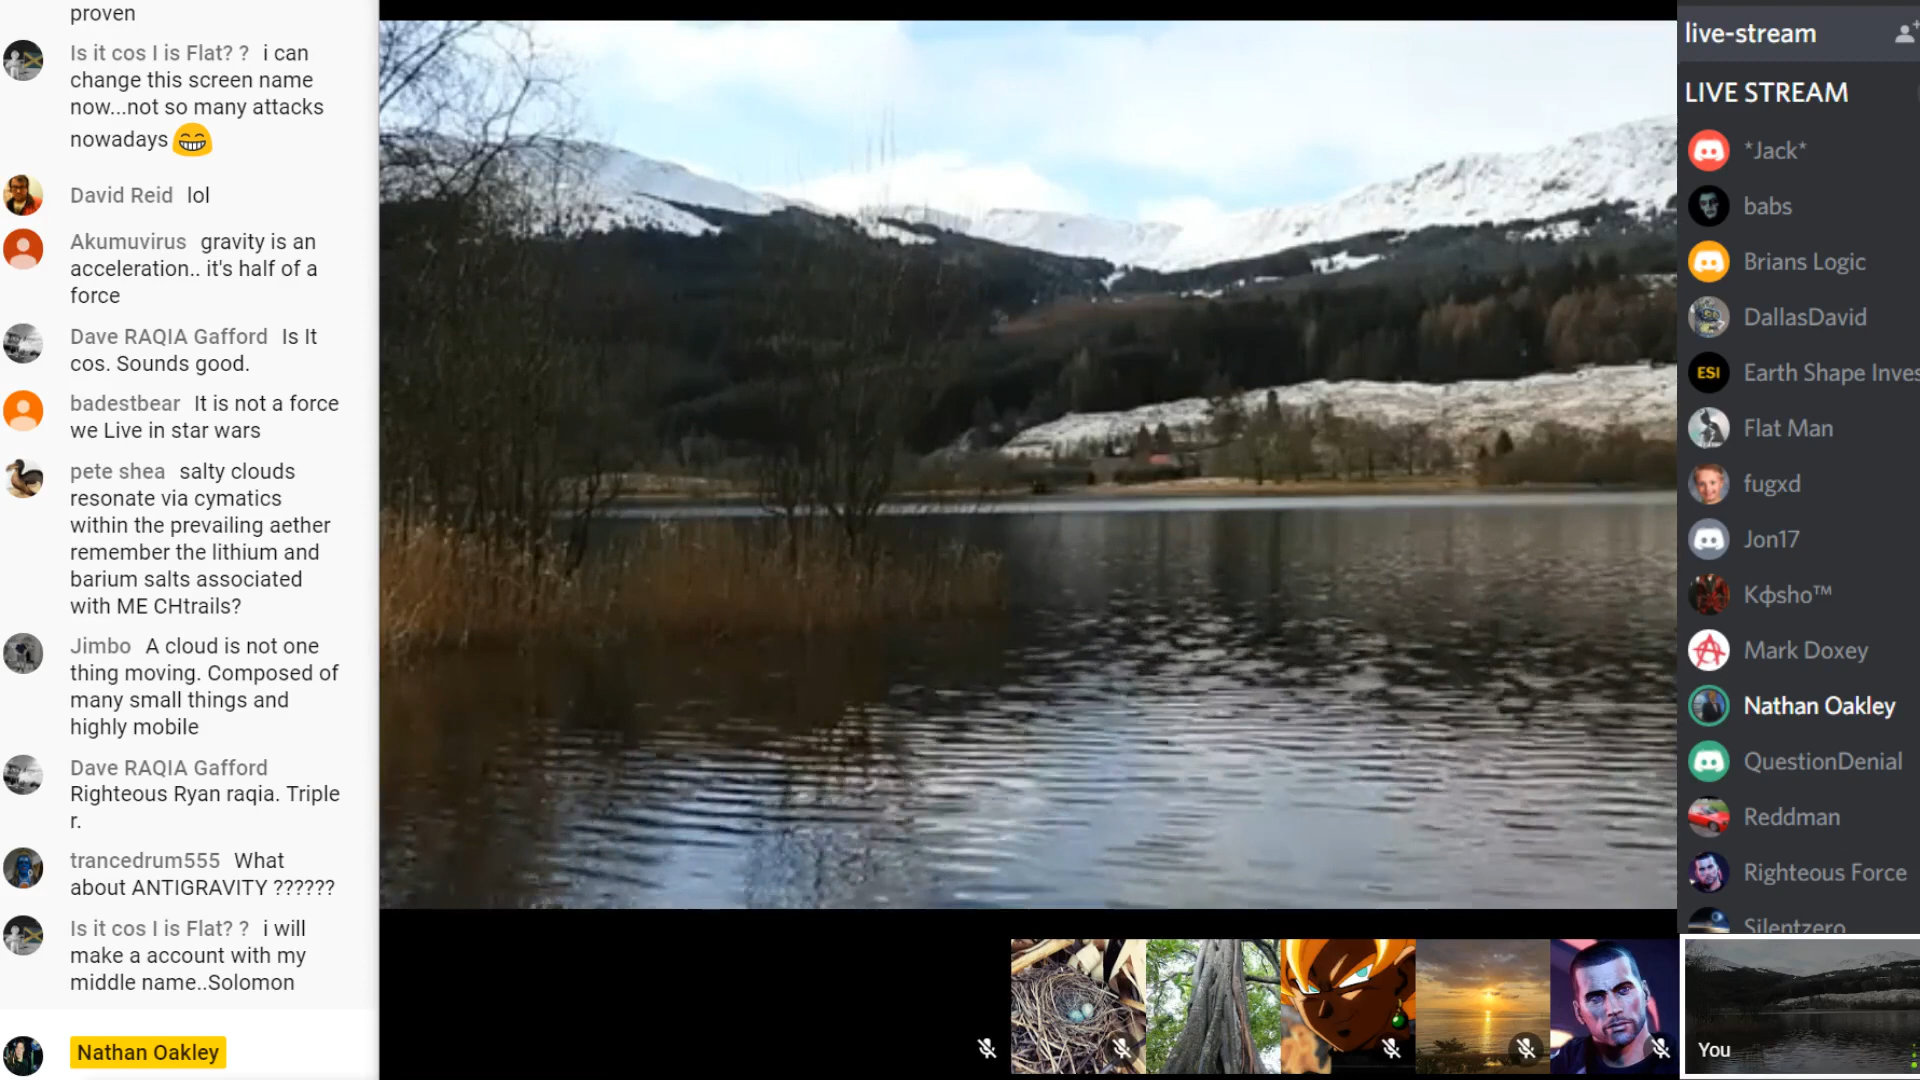 proven
Is it cos I is Flat? ? i can
change this screen name
now...not so many attacks
nowadays
David Reid lol
Akumuvirus gravity is an
acceleration.. it's half of a
force
Dave RAQIA Gafford Is It
cos. Sounds good.
badestbear It is not a force
we Live in star wars
pete shea salty clouds
resonate via cymatics
within the prevailing aether
remember the lithium and
barium salts associated
with ME CHtrails?
Jimbo A cloud is not one
thing moving. Composed of
many small things and
highly mobile
Dave RAQIA Gafford
Righteous Ryan raqia. Triple
r.
trancedrum555 What
about ANTIGRAVITY ??????
Is it cos I is Flat? ? i will
make a account with my
middle name..Solomon
Nathan Oakley
live-stream
LIVE STREAM
*Jack*
babs
Brians Logic
DallasDavid
ESI Earth Shape Inves
Flat Man
fugxd
Jon17
Kфsho™
Mark Doxey
Nathan Oakley
QuestionDenial
Reddman
Righteous Force
Silentzero
You